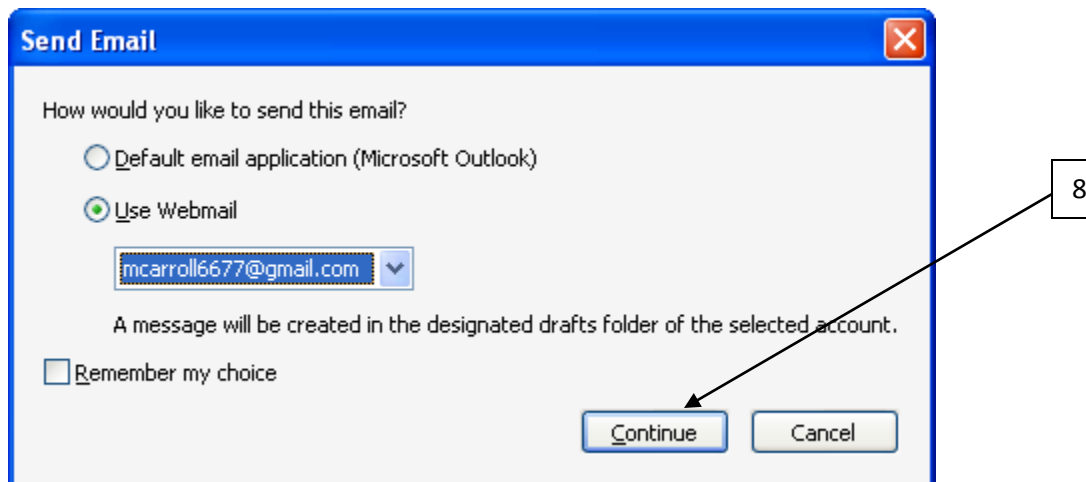 Send Email
How would you like to send this email?
Default email application (Microsoft Outlook)
Use Webmail
8
mcarroll6677@gmail.com
A message will be created in the designated drafts folder of the selected account.
Remember my choice
Continue Cancel